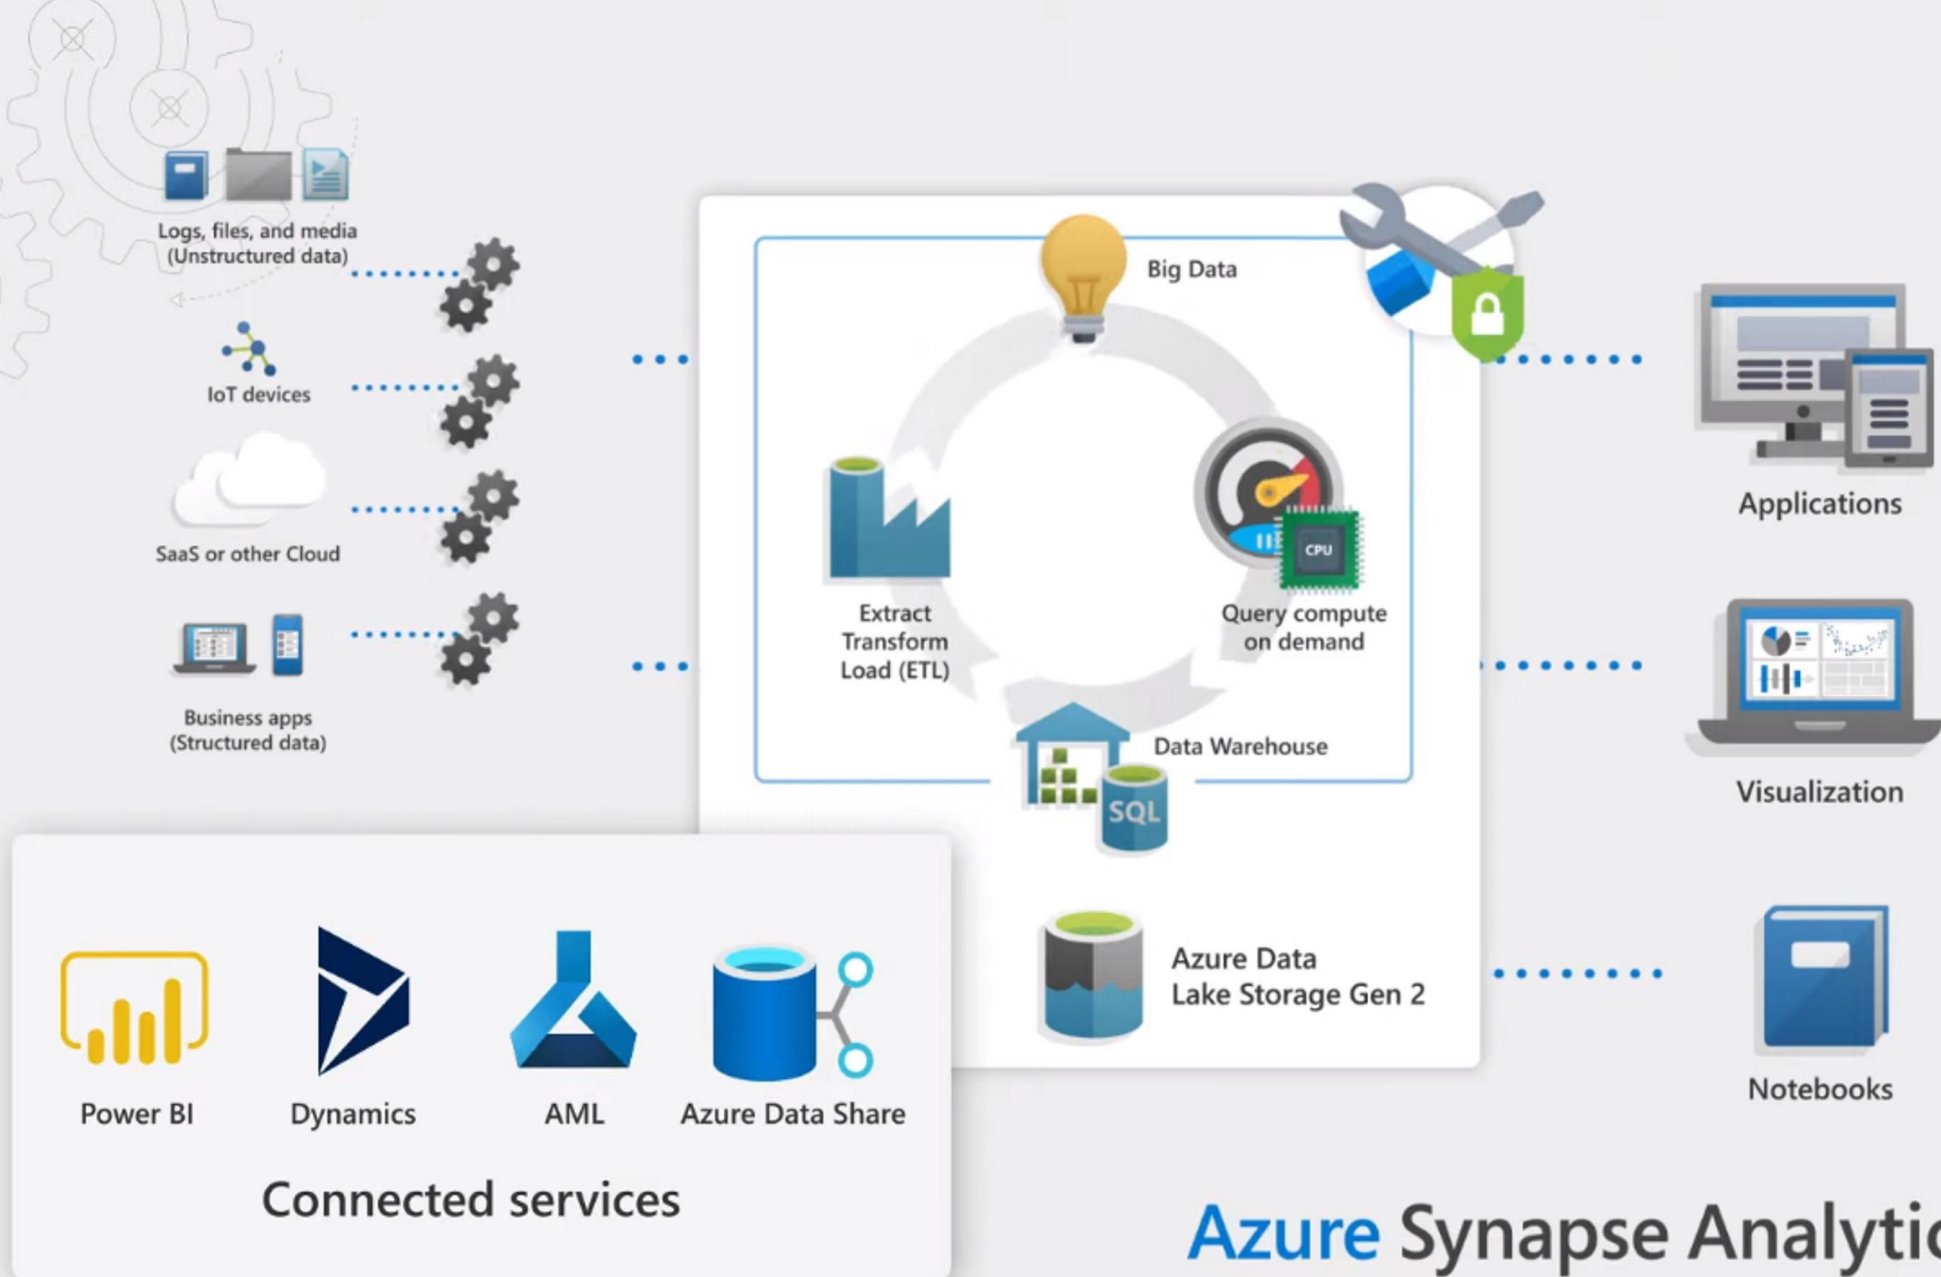 Logs, files, and media
(Unstructured data)
IoT devices
SaaS or other Cloud
Business apps
(Structured data)
Big Data
Extract
Transform
Load (ETL)
CPU
Query compute
on demand
Data Warehouse
SQL
Azure Data
Lake Storage Gen 2
Applications
Visualization
Notebooks
Power BI
Dynamics
AML
Azure Data Share
Connected services
Azure Synapse Analytic